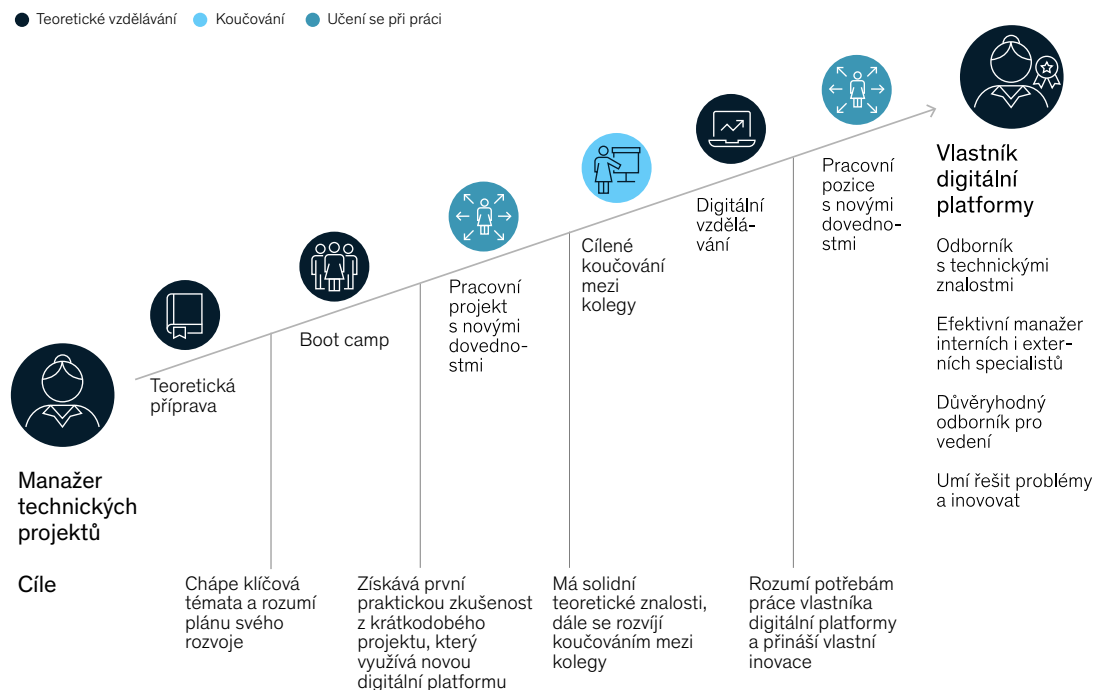 Teoretické vzdělávání
Koučování
Učení se při práci
Manažer
technických
projektů
Teoretická
příprava
Boot camp
Pracovní
projekt
s novými
dovedno-
stmi
Cílené
koučování
mezi
kolegy
Digitální
vzdělá-
vání
Pracovní
pozice
s novými
dovedno-
stmi
Vlastník
digitální
platformy
Odborník
s technickými
znalostmi
Efektivní manažer
interních i exter-
ních specialistů
Důvěryhodný
odborník pro
vedení
Umí řešit problémy
a inovovat
Cíle
Chápe klíčová
témata a rozumí
plánu svého
rozvoje
Získává první
praktickou zkušenost
z krátkodobého
projektu, který
využívá novou
digitální platformu
Má solidní
teoretické znalosti,
dále se rozvíjí
koučováním mezi
kolegy
Rozumí potřebám
práce vlastníka
digitální platformy
a přináší vlastní
inovace